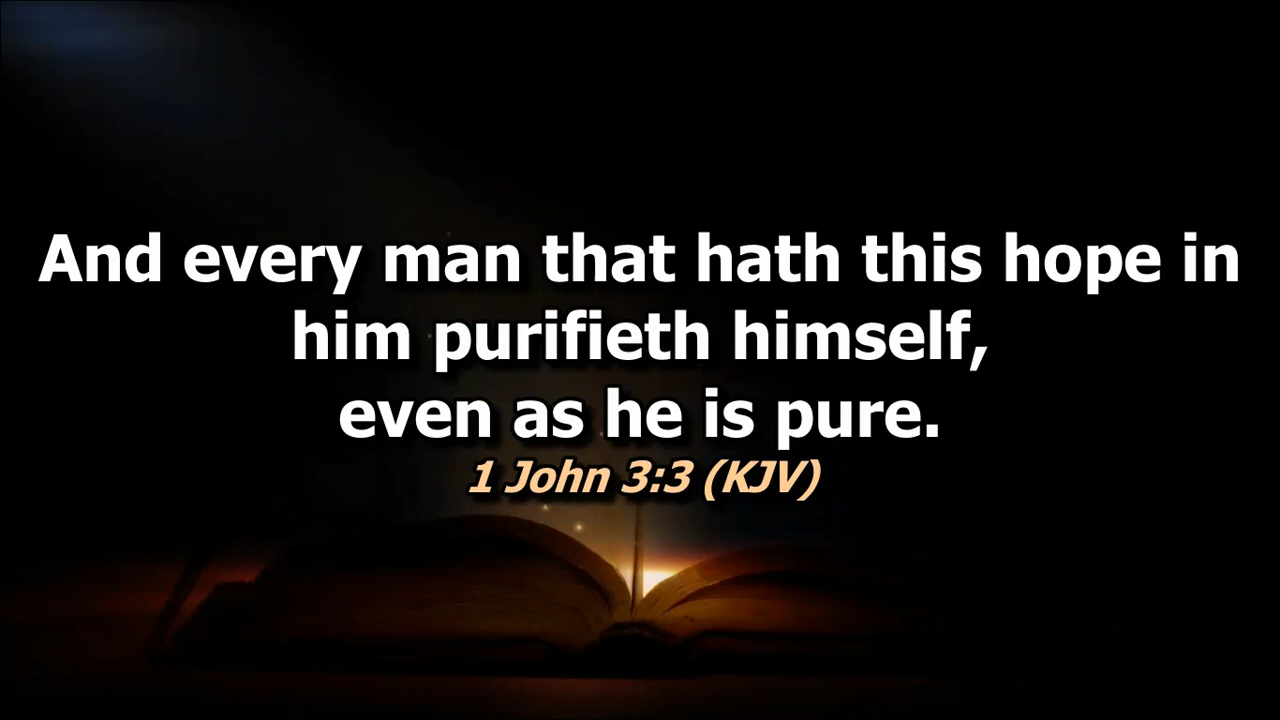 And every man that hath this hope in
him purifieth himself,
even as he is pure.
1 John 3:3 (KJV)